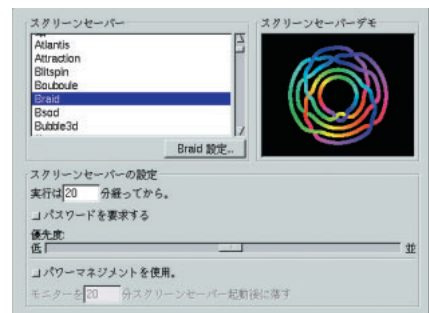 スクリーンセーバー
スクリーンセーバーデモ
Atlantis
Attraction
Blitspin
Bouboule
Braid
Bsod
Bubble3d
Braid 設定...
スクリーンセーバーの設定
実行は20 分経ってから。
パスワードを要求する
優先度:
低
並
パワーマネジメントを使用。
モニターを20 分スクリーンセーバー起動後に落す